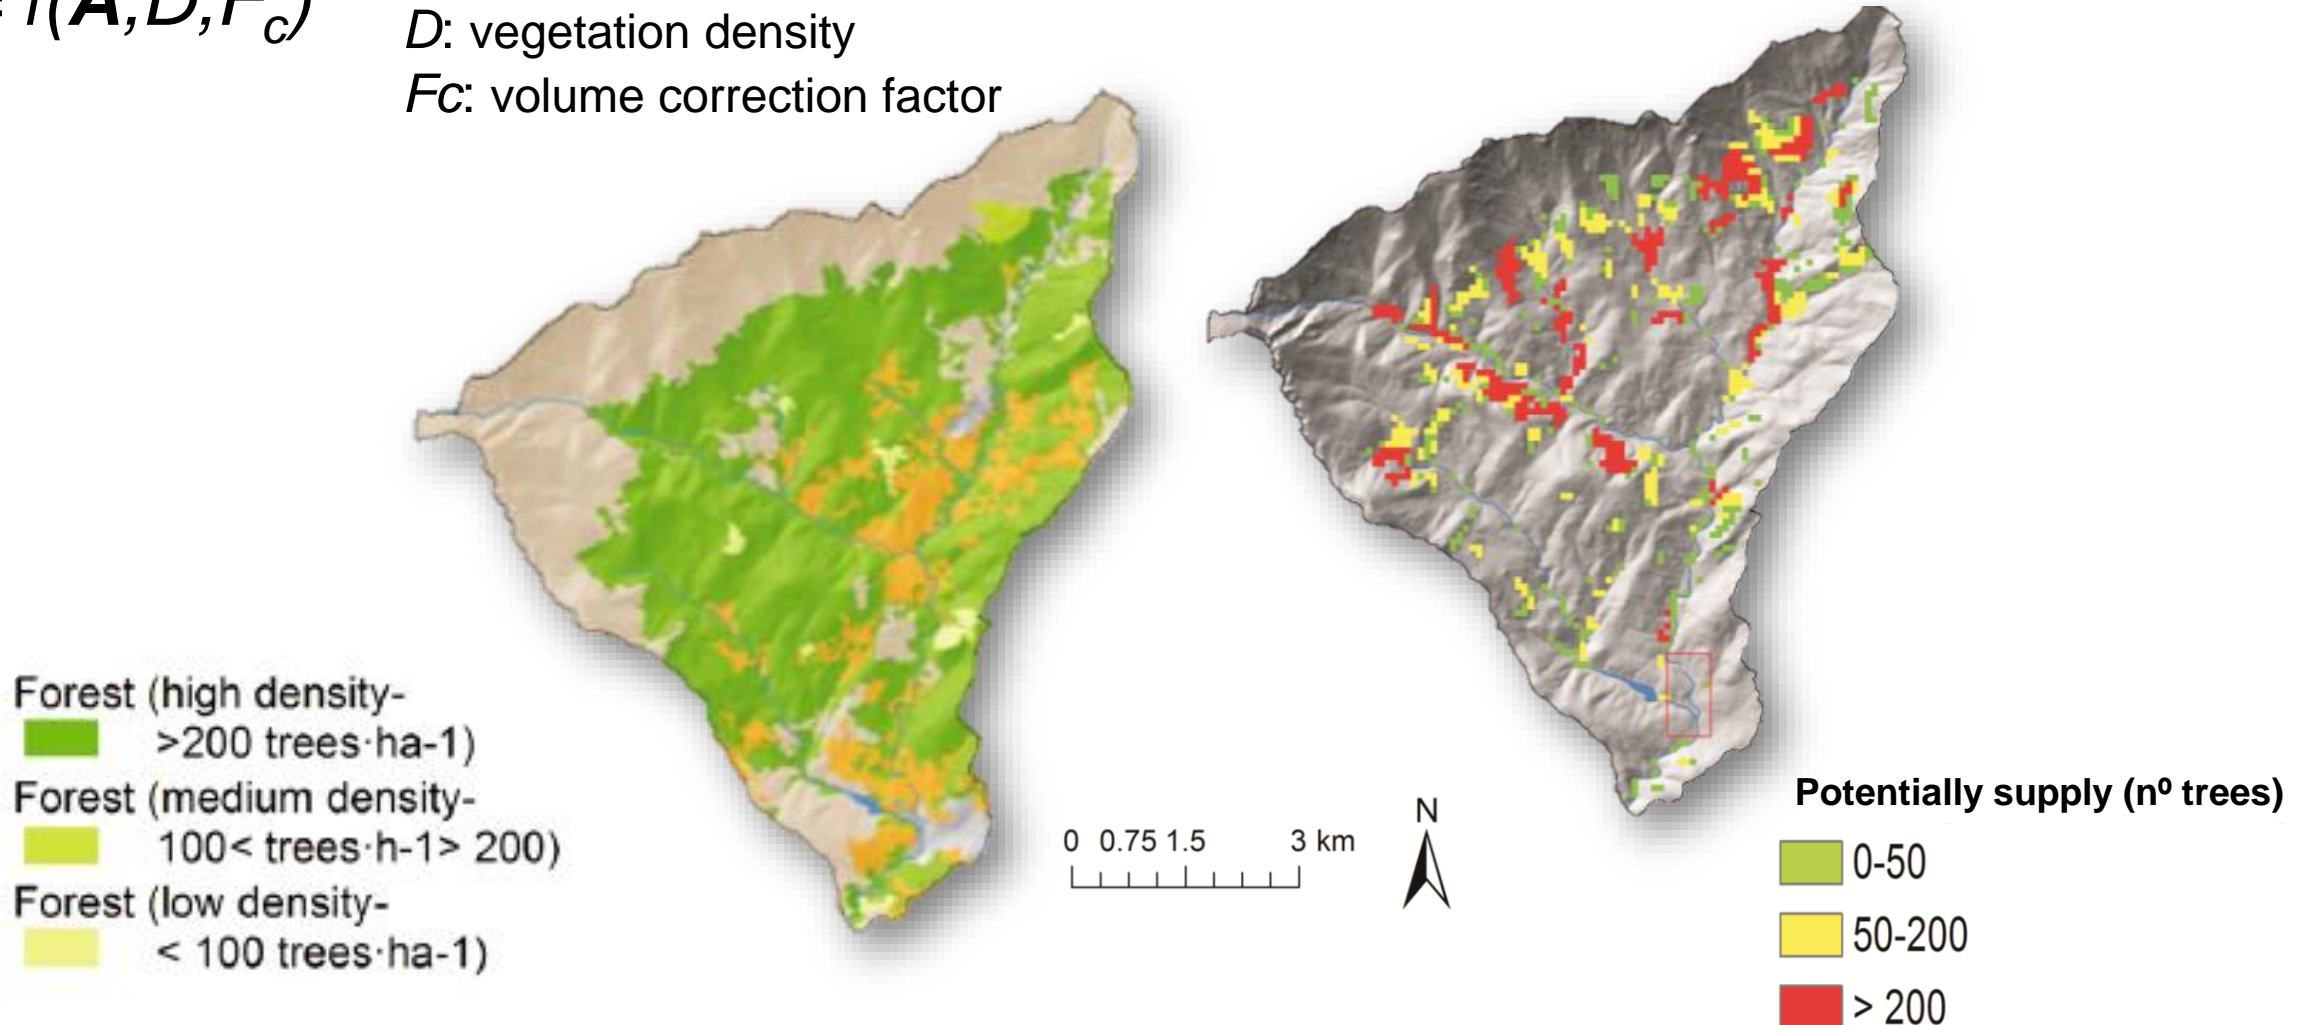 = f(A,D,Fc)
D: vegetation density
Fc: volume correction factor
Forest (high density-
>200 trees·ha-1)
Forest (medium density-
100< trees·h-1> 200)
Forest (low density-
< 100 trees·ha-1)
0 0.75 1.5 3 km
N
Potentially supply (nº trees)
0-50
50-200
> 200